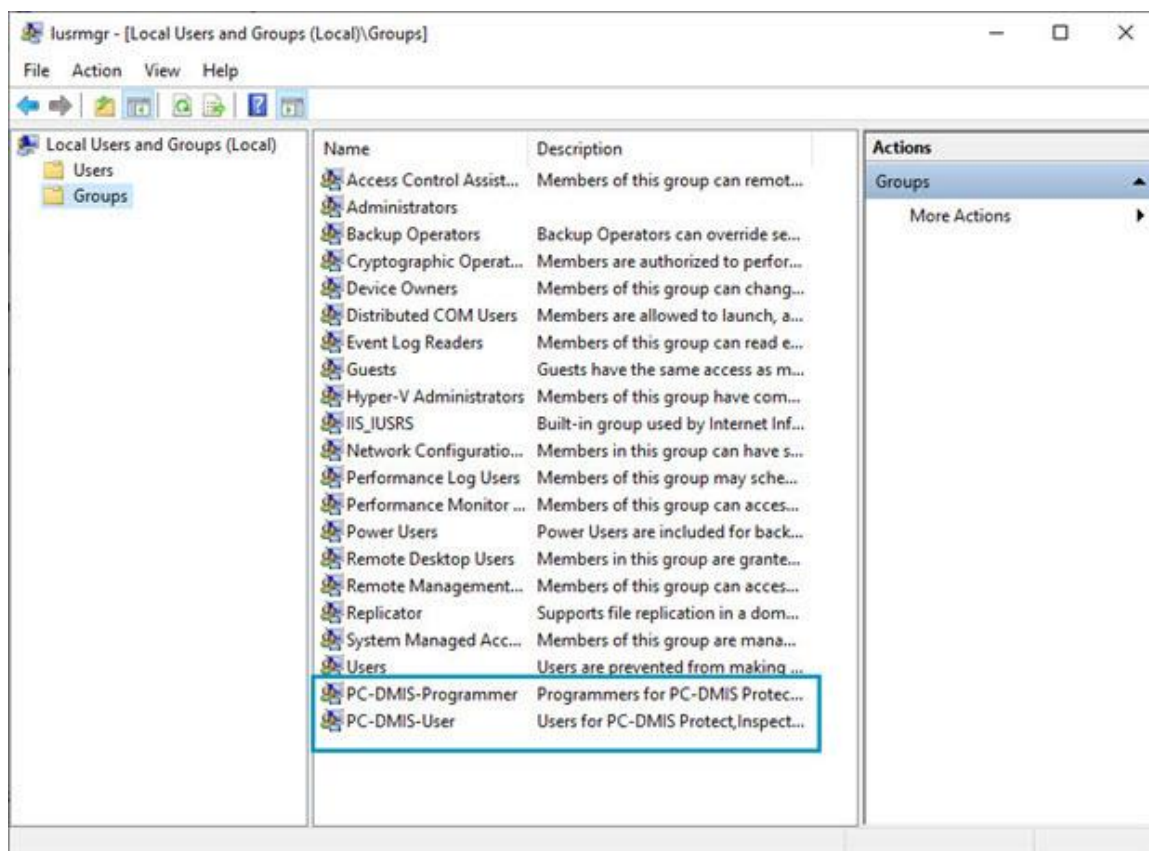 lusrmgr - [Local Users and Groups (Local)\Groups]
File Action View Help
Local Users and Groups (Local)
Users
Groups
Name Description
Access Control Assist... Members of this group can remot...
Administrators
Backup Operators Backup Operators can override se...
Cryptographic Operat... Members are authorized to perfor...
Device Owners Members of this group can chang...
Distributed COM Users Members are allowed to launch, a...
Event Log Readers Members of this group can read e...
Guests Guests have the same access as m...
Hyper-V Administrators Members of this group have com...
IIS_IUSRS Built-in group used by Internet Inf...
Network Configuratio... Members in this group can have s...
Performance Log Users Members of this group may sche...
Performance Monitor ... Members of this group can acces...
Power Users Power Users are included for back...
Remote Desktop Users Members in this group are grante...
Remote Management... Members of this group can acces...
Replicator Supports file replication in a dom...
System Managed Acc... Members of this group are mana...
Users Users are prevented from making ...
PC-DMIS-Programmer Programmers for PC-DMIS Protec...
PC-DMIS-User Users for PC-DMIS Protect,Inspect...
Actions
Groups
More Actions